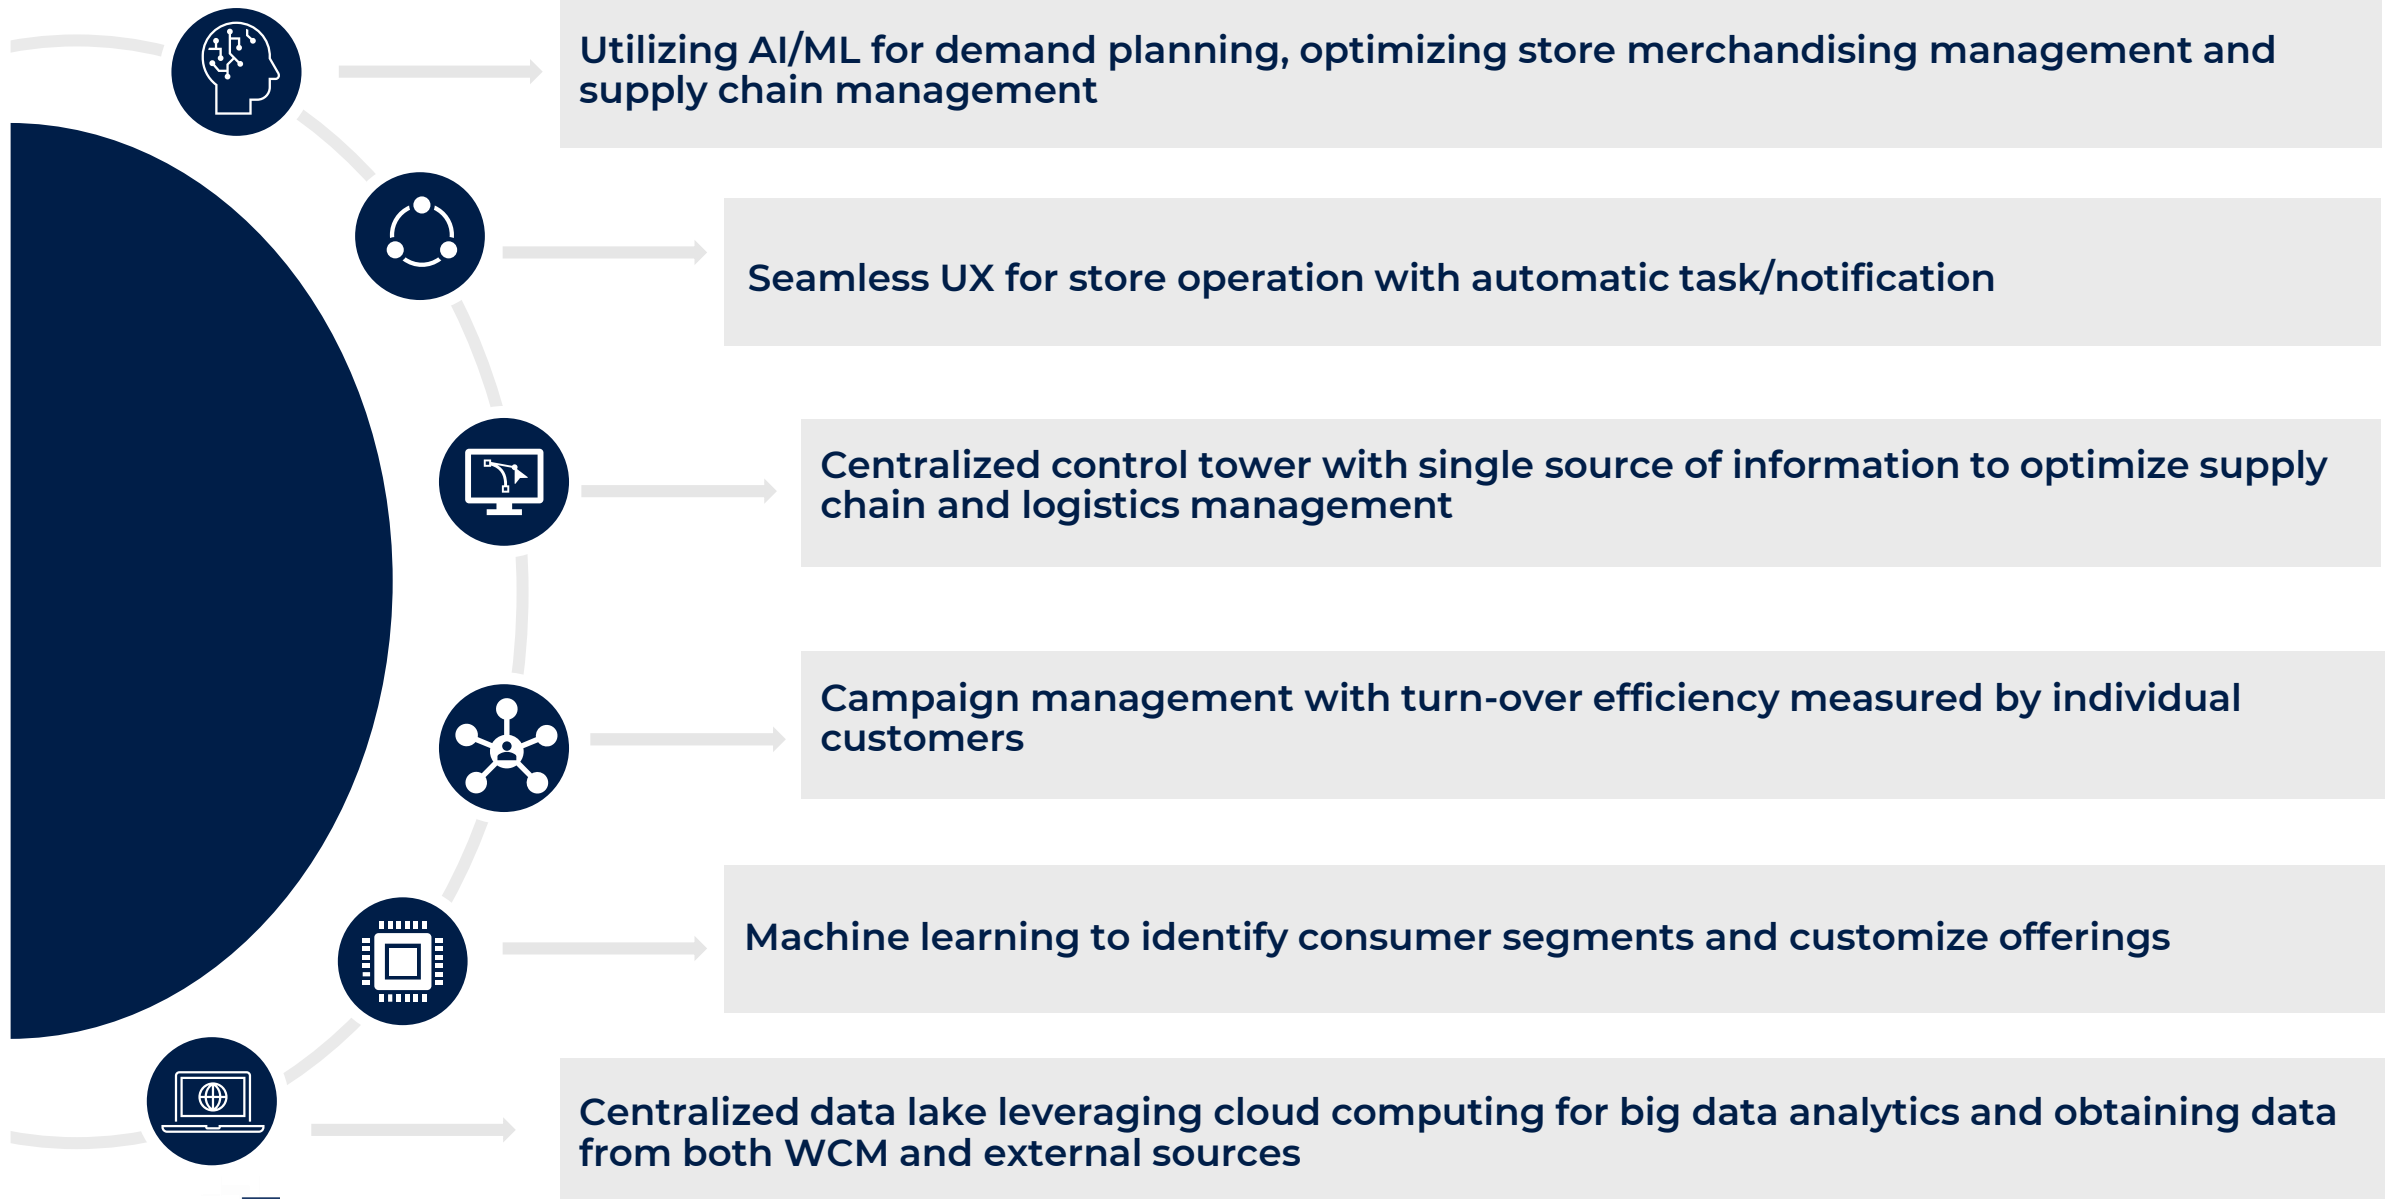 Utilizing AI/ML for demand planning, optimizing store merchandising management and
supply chain management
Seamless UX for store operation with automatic task/notification
Centralized control tower with single source of information to optimize supply
chain and logistics management
Campaign management with turn-over efficiency measured by individual
customers
Machine learning to identify consumer segments and customize offerings
Centralized data lake leveraging cloud computing for big data analytics and obtaining data
from both WCM and external sources